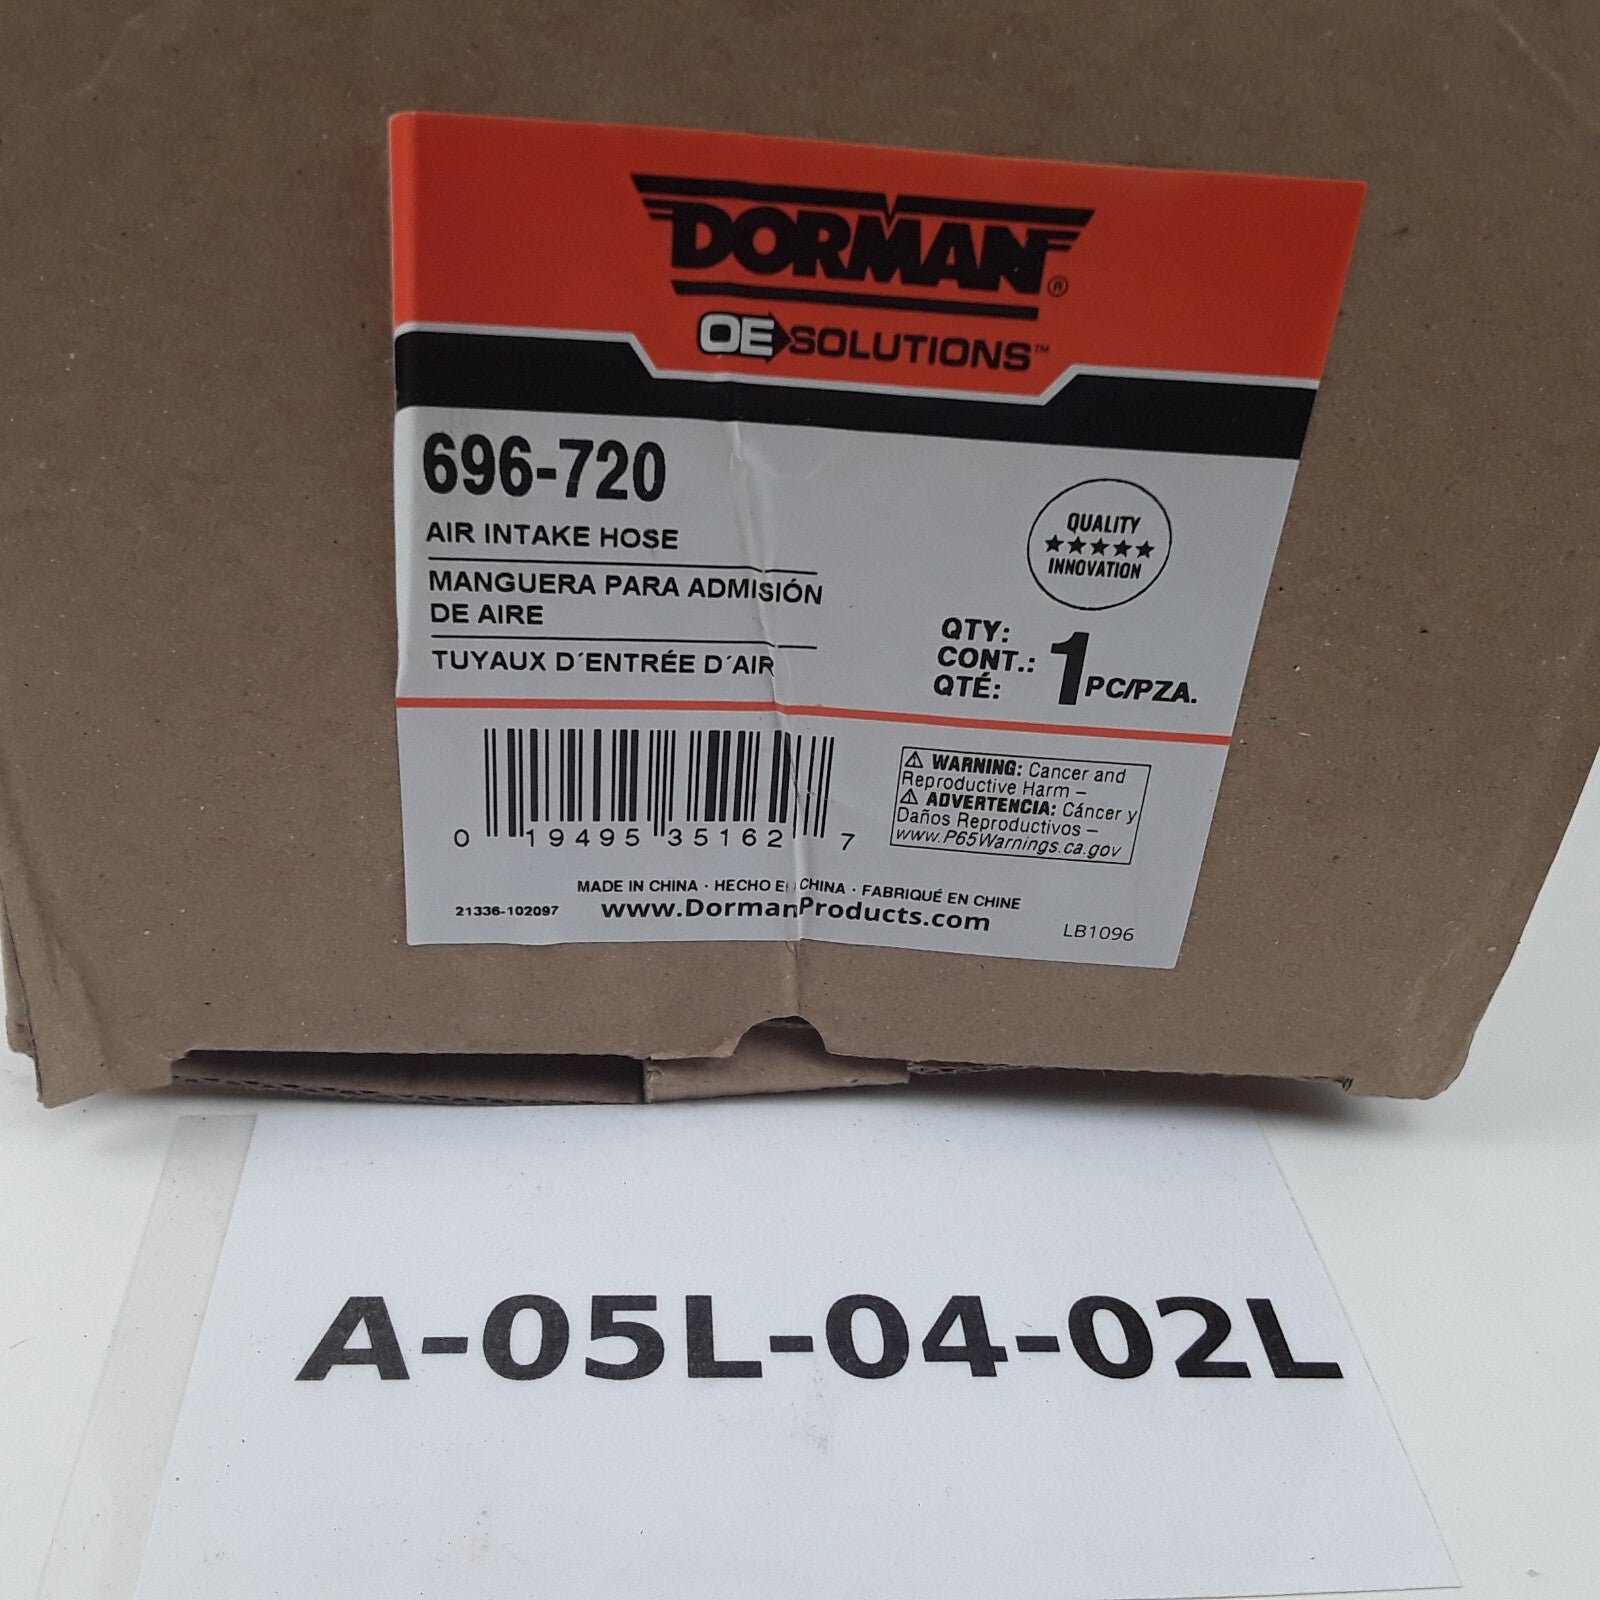 DORMAN®
OE SOLUTIONS™
696-720
AIR INTAKE HOSE
MANGUERA PARA ADMISIÓN
DE AIRE
TUYAUX D´ENTRÉE D´AIR
QUALITY
★★★★★
INNOVATION
QTY:
CONT.:
QTÉ:
1 PC/PZA.
0 19495 35162 7
⚠ WARNING: Cancer and
Reproductive Harm –
⚠ ADVERTENCIA: Cáncer y
Daños Reproductivos –
www.P65Warnings.ca.gov
MADE IN CHINA · HECHO EN CHINA · FABRIQUÉ EN CHINE
21336-102097
www.DormanProducts.com
LB1096
A-05L-04-02L